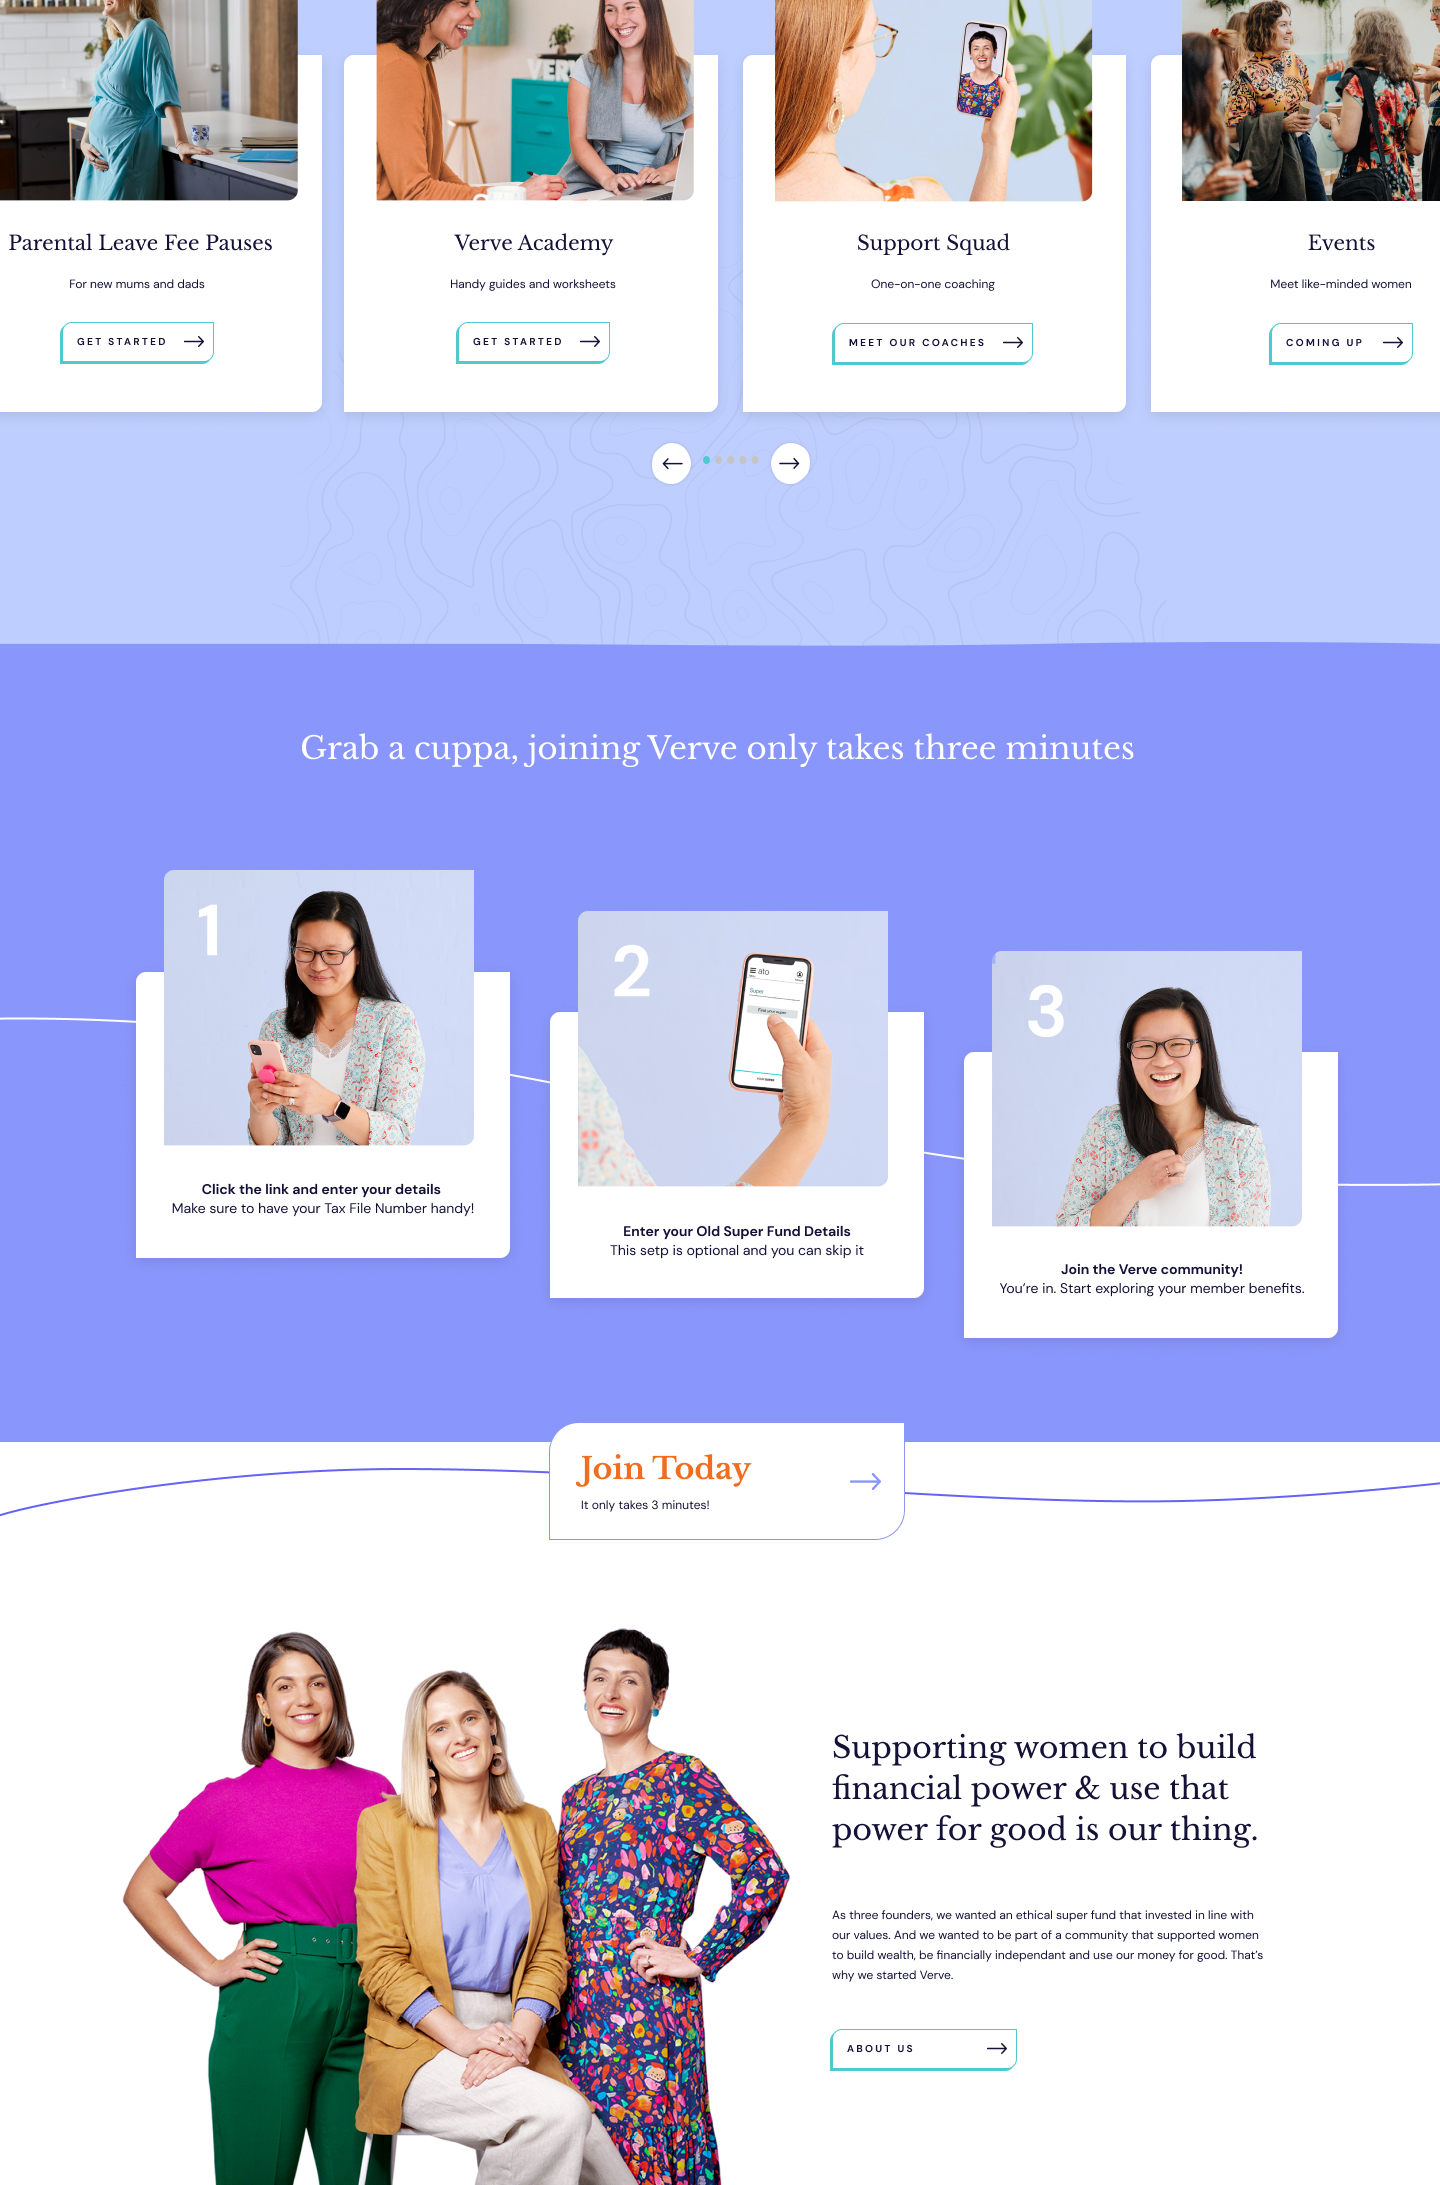 VER
Parental Leave Fee Pauses
For new mums and dads
GET STARTED
Verve Academy
Handy guides and worksheets
GET STARTED
Support Squad
One-on-one coaching
MEET OUR COACHES
Events
Meet like-minded women
COMING UP
Grab a cuppa, joining Verve only takes three minutes
1
Click the link and enter your details
Make sure to have your Tax File Number handy!
2
ato
Super
Find your super
Enter your Old Super Fund Details
This setp is optional and you can skip it
3
Join the Verve community!
You're in. Start exploring your member benefits.
Join Today
It only takes 3 minutes!
Supporting women to build
financial power & use that
power for good is our thing.
As three founders, we wanted an ethical super fund that invested in line with
our values. And we wanted to be part of a community that supported women
to build wealth, be financially independant and use our money for good. That's
why we started Verve.
ABOUT US